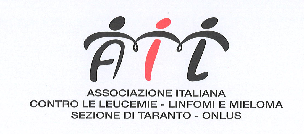 AIL
ASSOCIAZIONE ITALIANA
CONTRO LE LEUCEMIE - LINFOMI E MIELOMA
SEZIONE DI TARANTO - ONLUS